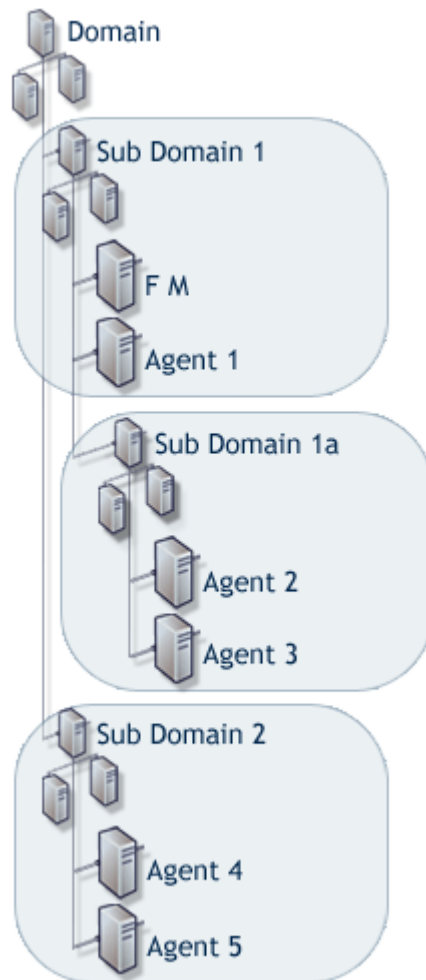 Domain
Sub Domain 1
F M
Agent 1
Sub Domain 1a
Agent 2
Agent 3
Sub Domain 2
Agent 4
Agent 5